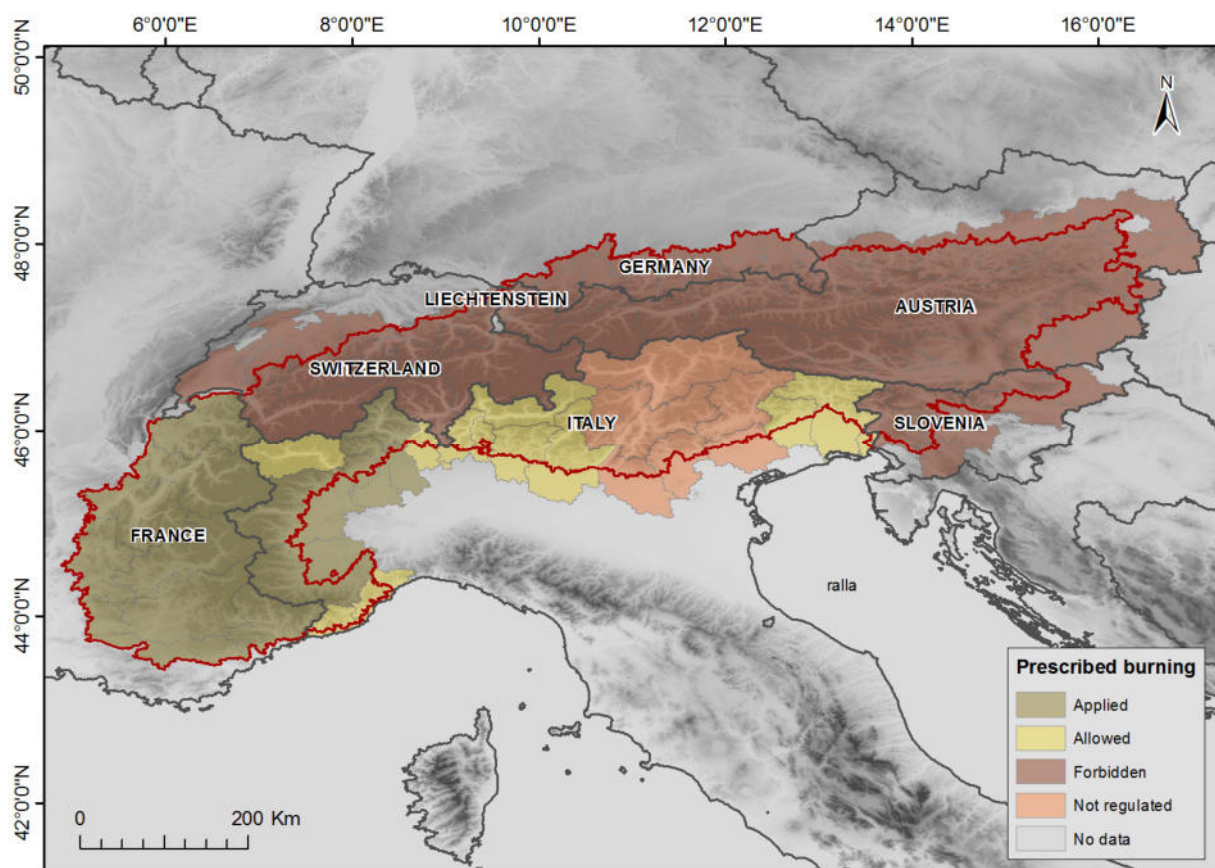 6°0'0"E 8°0'0"E 10°0'0"E 12°0'0"E 14°0'0"E 16°0'0"E
50°0'0"N
N
48°0'0"N
GERMANY
LIECHTENSTEIN
AUSTRIA
SWITZERLAND
46°0'0"N
ITALY
SLOVENIA
FRANCE
ralla
44°0'0"N
Prescribed burning
Applied
Allowed
Forbidden
Not regulated
No data
42°0'0"N
0 200 Km